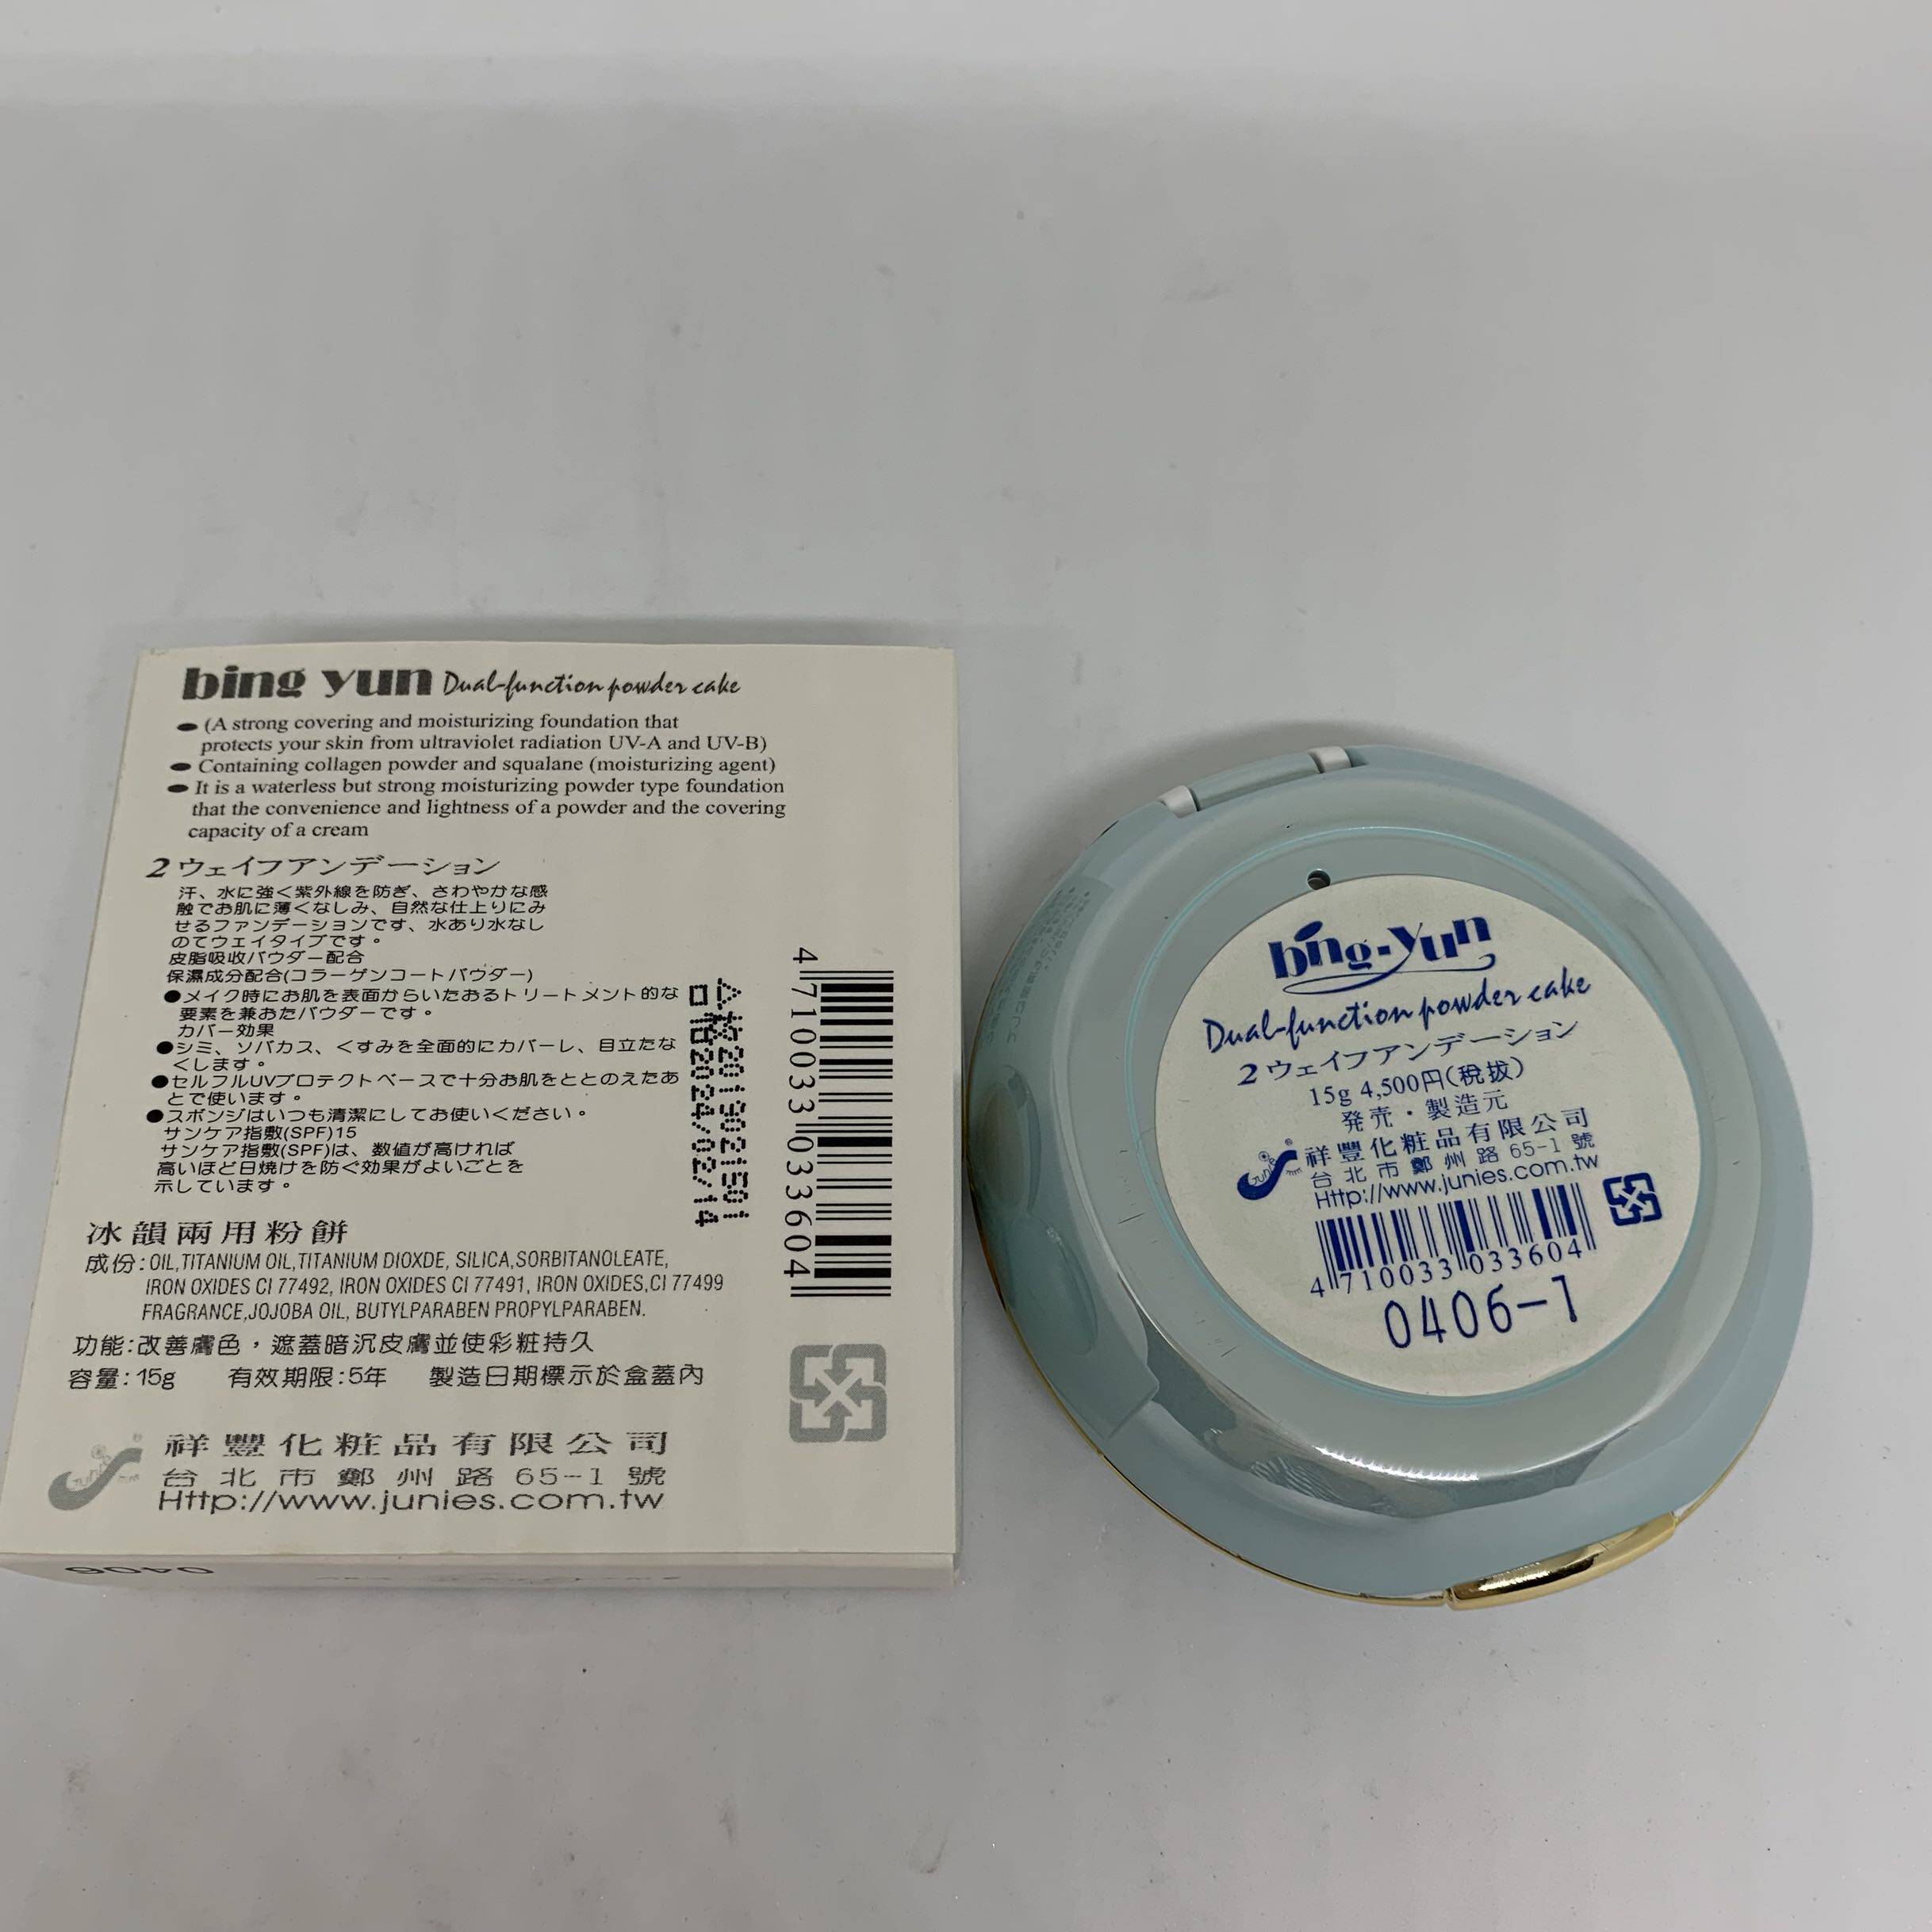 bing yun Dual-function powder cake
(A strong covering and moisturizing foundation that
protects your skin from ultraviolet radiation UV-A and UV-B)
Containing collagen powder and squalane (moisturizing agent)
It is a waterless but strong moisturizing powder type foundation
that the convenience and lightness of a powder and the covering
capacity of a cream
2ウェイフアンデーション
汗、水に強く紫外線を防ぎ、さわやかな感
触でお肌に薄くなしみ、自然な仕上りにみ
せるファンデーションです、水あり水なし
のてウェイタイプです。
皮脂吸收パウダー配合
保濕成分配合(コラーゲンコートパウダー)
●メイク時にお肌を表面からいたおるトリートメント的な
要素を兼おたパウダーです。
カバー効果
●シミ、ソバカス、くすみを全面的にカバーレ、目立たな
くします。
●セルフルUVプロテクトベースで十分お肌をととのえたあ
とで使います。
●スポンジはいつも清潔にしてお使いください。
サンケア指敷(SPF)15
サンケア指敷(SPF)は、数値が高ければ
高いほど日焼けを防ぐ効果がよいごとを
示しています。
2019021501
2024/02/14
4710033033604
冰韻兩用粉餅
成份:OIL,TITANIUM OIL,TITANIUM DIOXDE, SILICA,SORBITANOLEATE,
IRON OXIDES CI 77492, IRON OXIDES CI 77491, IRON OXIDES,CI 77499
FRAGRANCE,JOJOBA OIL, BUTYLPARABEN PROPYLPARABEN.
功能:改善膚色，遮蓋暗沉皮膚並使彩粧持久
容量:15g 有效期限:5年 製造日期標示於盒蓋內
祥豐化粧品有限公司
台北市鄭州路65-1號
Http://www.junies.com.tw
0406
bing-yun
Dual-function powder cake
2ウェイフアンデーション
15g 4,500円(税抜)
発売・製造元
祥豐化粧品有限公司
台北市鄭州路65-1號
Http://www.junies.com.tw
4710033033604
0406-1